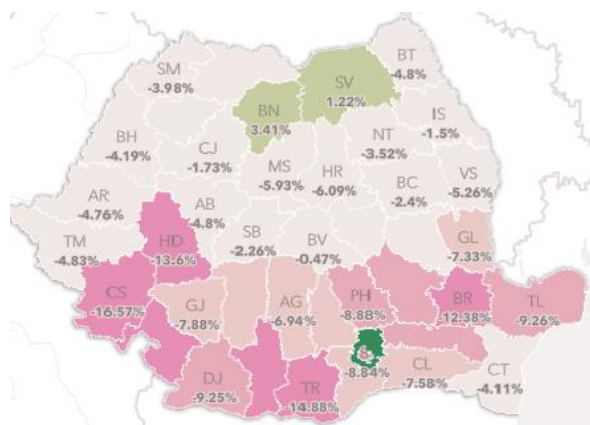 SM
-3.98%
BT
-4.8%
SV
1.22%
BN
3.41%
IS
-1.5%
BH
-4.19%
CJ
-1.73%
NT
-3.52%
MS
-5.93%
HR
-6.09%
BC
-2.4%
VS
-5.26%
AR
-4.76%
AB
-4.8%
SB
-2.26%
BV
-0.47%
TM
-4.83%
HD
-13.6%
GL
-7.33%
CS
-16.57%
GJ
-7.88%
AG
-6.94%
PH
-8.88%
BR
-12.38%
TL
-9.26%
-8.84%
CL
-7.58%
CT
-4.11%
DJ
-9.25%
TR
-14.88%